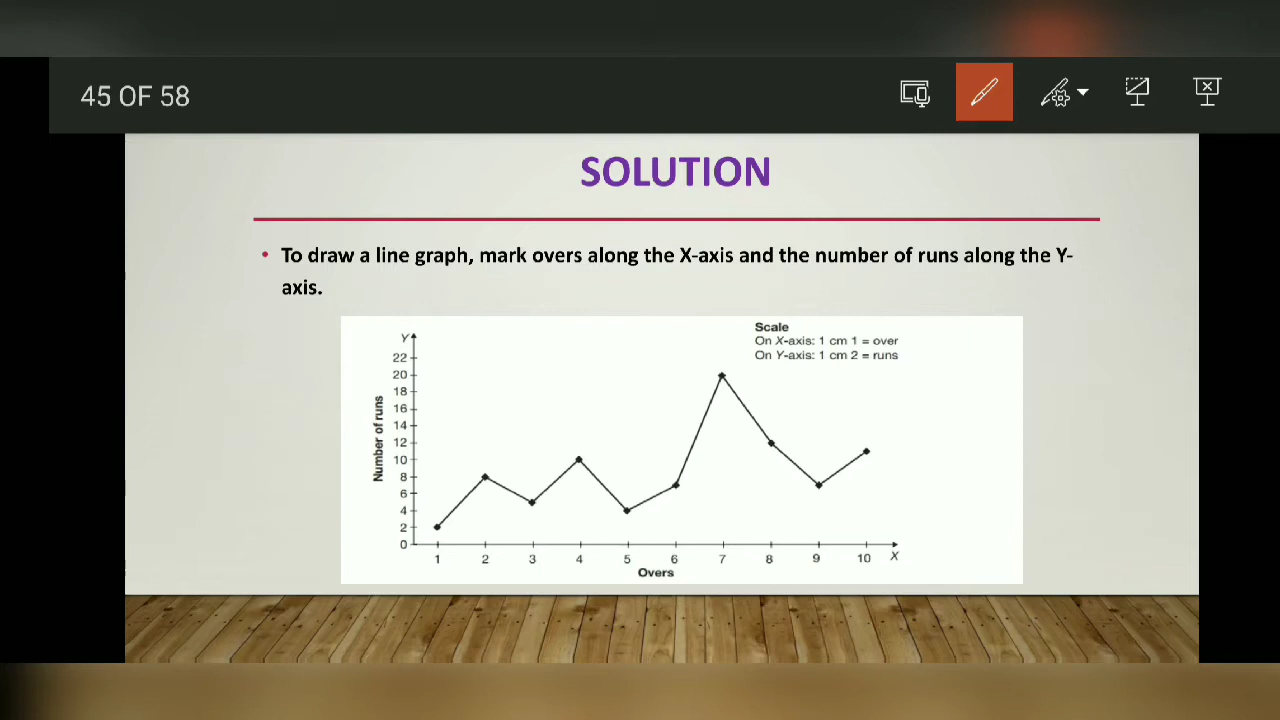 45 OF 58
SOLUTION
• To draw a line graph, mark overs along the X-axis and the number of runs along the Y-
axis.
Scale
On X-axis: 1 cm 1 = over
On Y-axis: 1 cm 2 = runs
Y
22
20
18
16
14
12
10
8
6
4
2
0
Number of runs
1 2 3 4 5 6 7 8 9 10 X
Overs